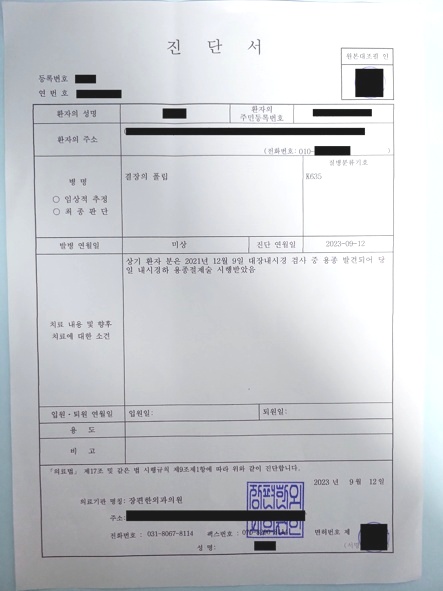 진 단 서
원본대조필 인
등록번호
연 번 호
환자의 성명
환자의
주민등록번호
환자의 주소
(전화번호: 010- )
병 명
○ 임상적 추정
○ 최 종 판 단
결장의 폴립
질병분류기호
K635
발병 연월일
미상
진단 연월일
2023-09-12
치료 내용 및 향후
치료에 대한 소견
상기 환자 분은 2021년 12월 9일 대장내시경 검사 중 용종 발견되어 당
일 내시경하 용종절제술 시행받았음
입원 · 퇴원 연월일
입원일:
퇴원일:
용 도
비 고
「의료법」 제17조 및 같은 법 시행규칙 제9조제1항에 따라 위와 같이 진단합니다.
2023 년 9 월 12일
의료기관 명칭: 장편한외과의원
주소:
전화번호 : 031-8067-8114 팩스번호 : 면허번호 제
성 명: